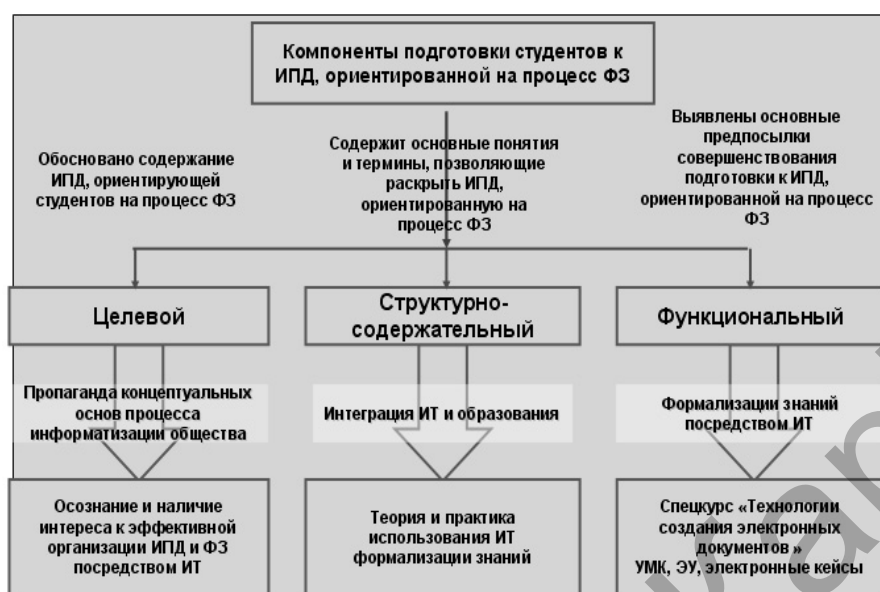 Компоненты подготовки студентов к
ИПД, ориентированной на процесс ФЗ
Обосновано содержание
ИПД, ориентирующей
студентов на процесс ФЗ
Содержит основные понятия
и термины, позволяющие
раскрыть ИПД,
ориентированную на
процесс ФЗ
Выявлены основные
предпосылки
совершенствования
подготовки к ИПД,
ориентированной на процесс
ФЗ
Целевой
Структурно-
содержательный
Функциональный
Пропаганда концептуальных
основ процесса
информатизации общества
Интеграция ИТ и образования
Формализации знаний
посредством ИТ
Осознание и наличие
интереса к эффективной
организации ИПД и ФЗ
посредством ИТ
Теория и практика
использования ИТ
формализации знаний
Спецкурс «Технологии
создания электронных
документов »
УМК, ЭУ, электронные кейсы